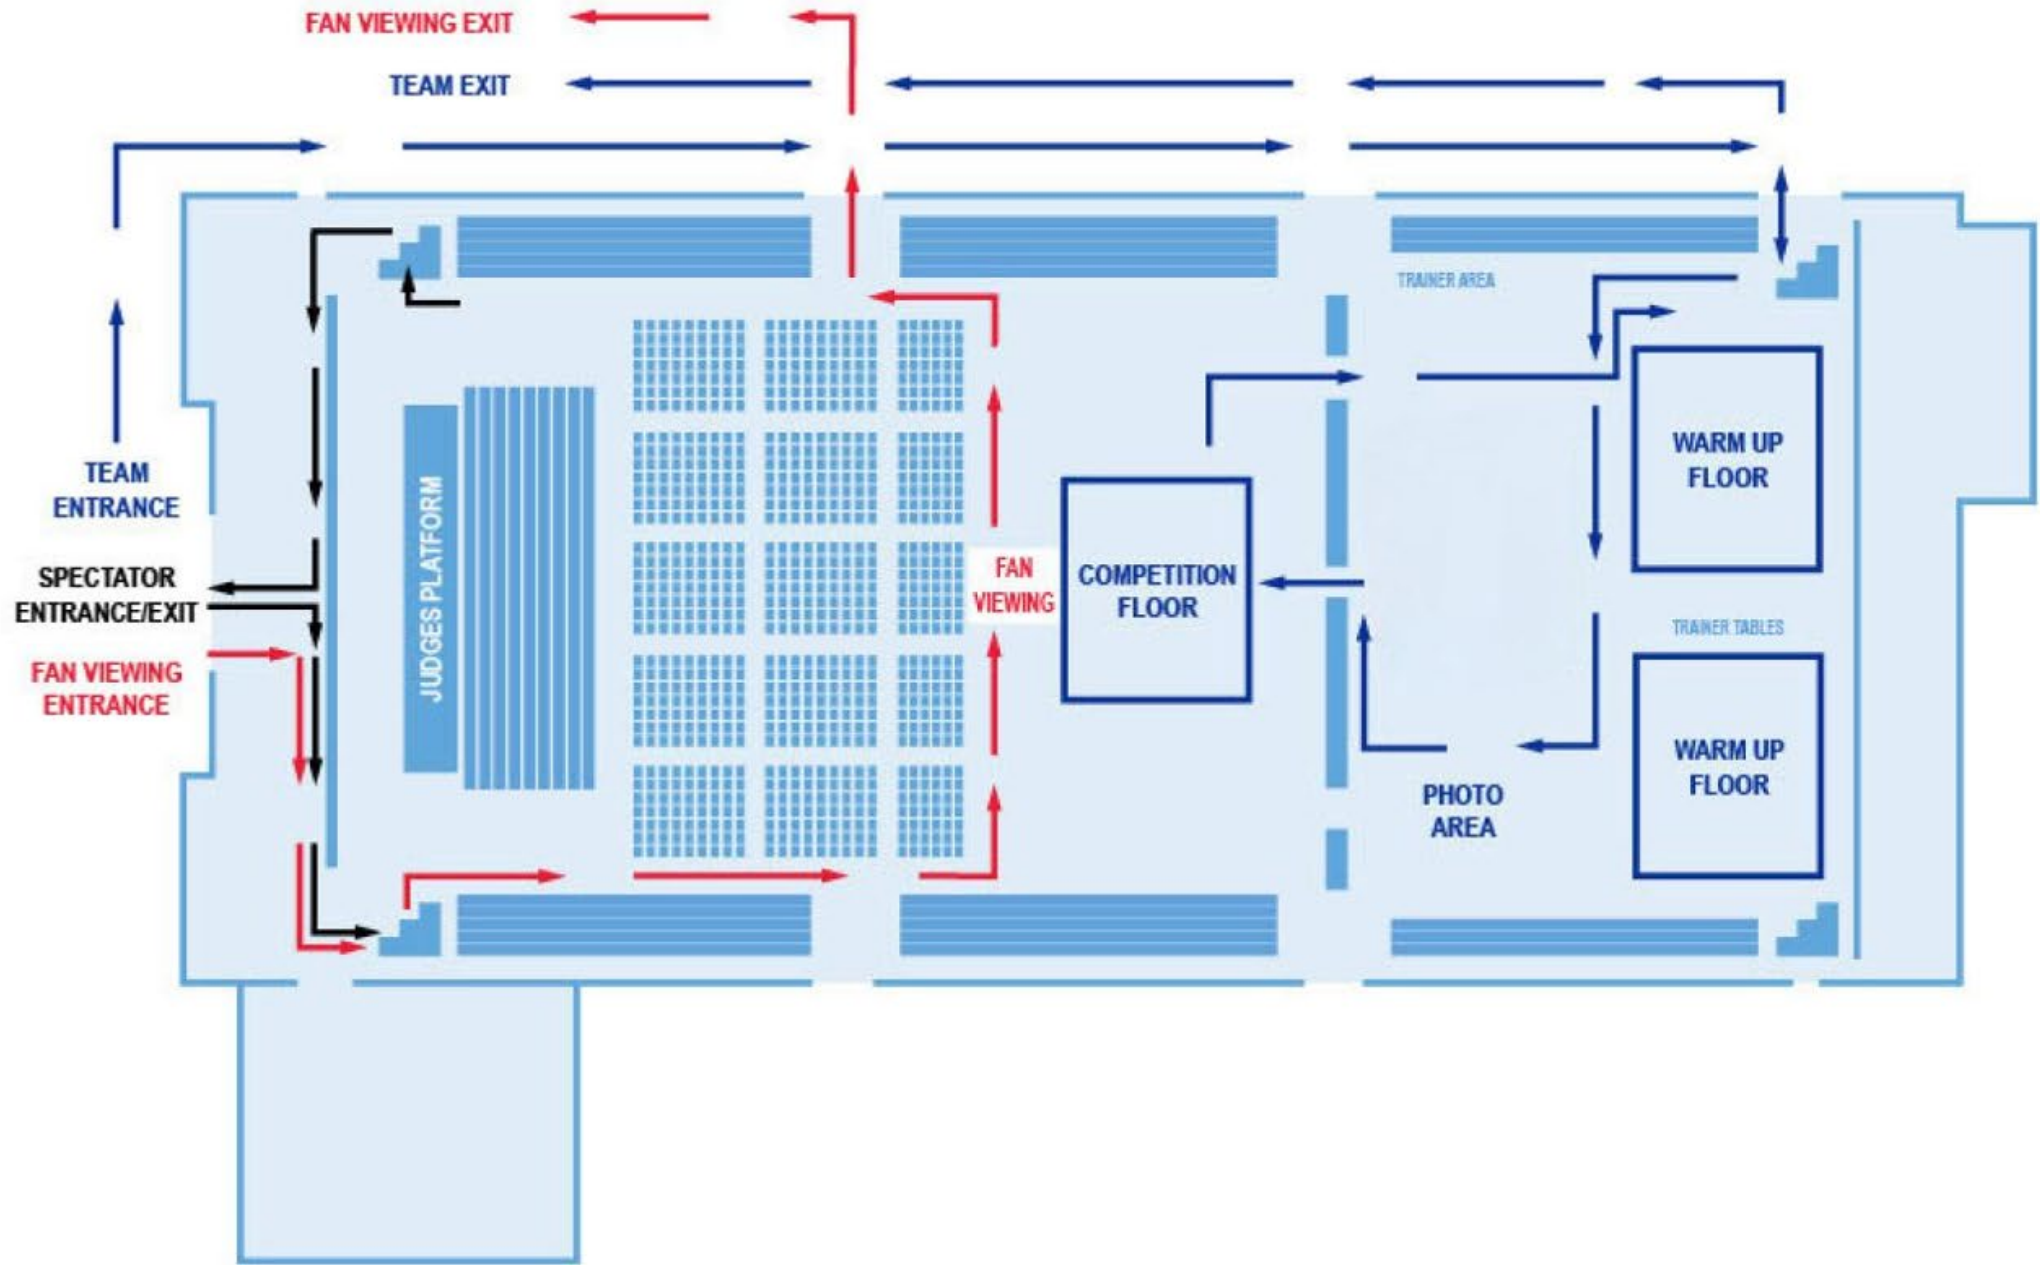 FAN VIEWING EXIT
TEAM EXIT
TEAM
ENTRANCE
SPECTATOR
ENTRANCE/EXIT
FAN VIEWING
ENTRANCE
JUDGES PLATFORM
FAN
VIEWING
COMPETITION
FLOOR
TRAINER AREA
WARM UP
FLOOR
TRAINER TABLES
WARM UP
FLOOR
PHOTO
AREA